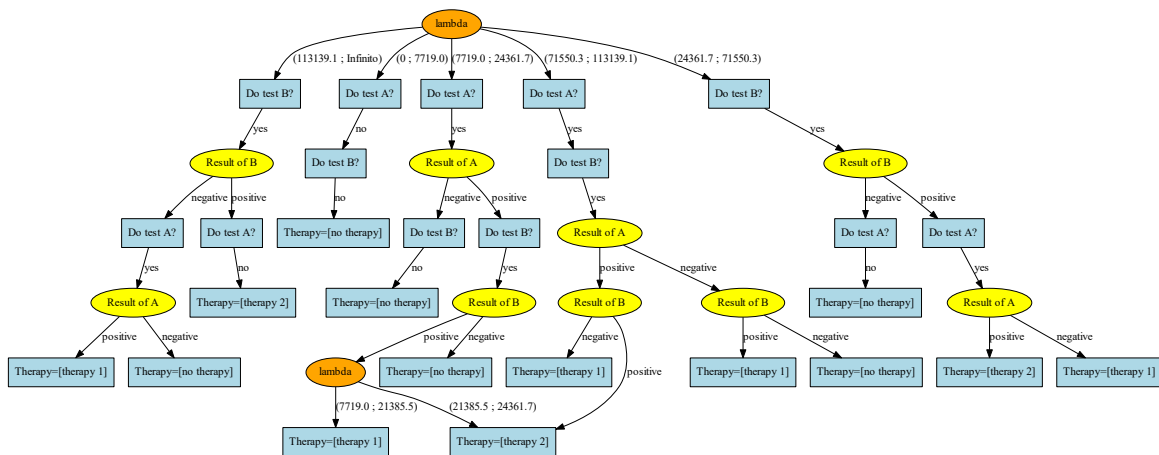 lambda
(113139.1 ; Infinito) (0 ; 7719.0) (7719.0 ; 24361.7) (71550.3 ; 113139.1) (24361.7 ; 71550.3)
Do test B? Do test A? Do test A? Do test A? Do test B?
yes no yes yes yes
Result of B Do test B? Result of A Do test B? Result of B
negative positive no negative positive yes negative positive
Do test A? Do test A? Therapy=[no therapy] Do test B? Do test B? Result of A Do test A? Do test A?
yes no no yes positive negative no yes
Result of A Therapy=[therapy 2] Therapy=[no therapy] Result of B Result of B Result of B Therapy=[no therapy] Result of A
positive negative positive negative negative positive negative positive negative
Therapy=[therapy 1] Therapy=[no therapy] lambda Therapy=[no therapy] Therapy=[therapy 1] positive Therapy=[therapy 1] Therapy=[no therapy] Therapy=[therapy 2] Therapy=[therapy 1]
(7719.0 ; 21385.5) (21385.5 ; 24361.7)
Therapy=[therapy 1] Therapy=[therapy 2]